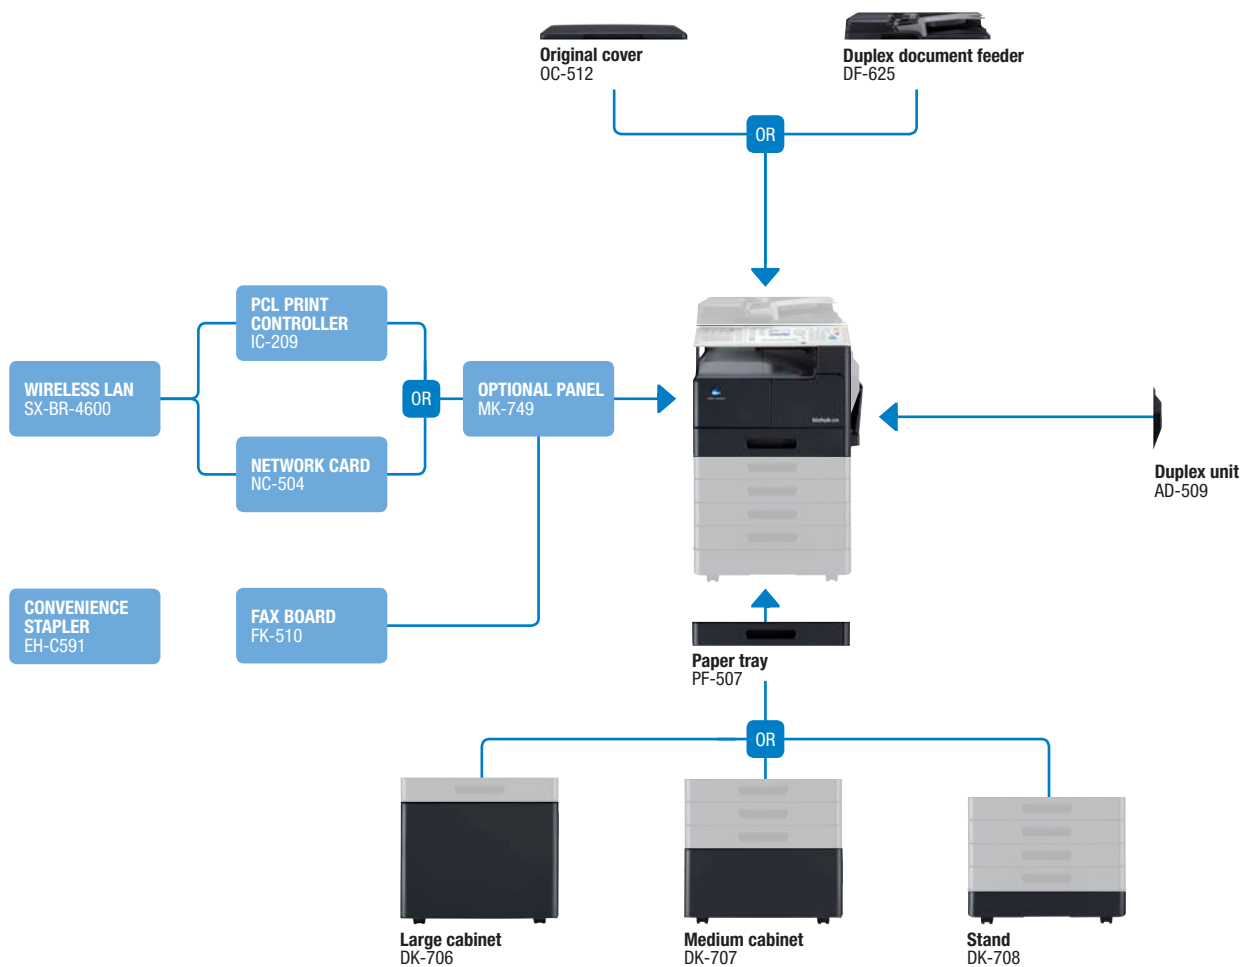 Original cover
OC-512
Duplex document feeder
DF-625
OR
PCL PRINT
CONTROLLER
IC-209
WIRELESS LAN
SX-BR-4600
OR
OPTIONAL PANEL
MK-749
NETWORK CARD
NC-504
Duplex unit
AD-509
CONVENIENCE
STAPLER
EH-C591
FAX BOARD
FK-510
Paper tray
PF-507
OR
Large cabinet
DK-706
Medium cabinet
DK-707
Stand
DK-708